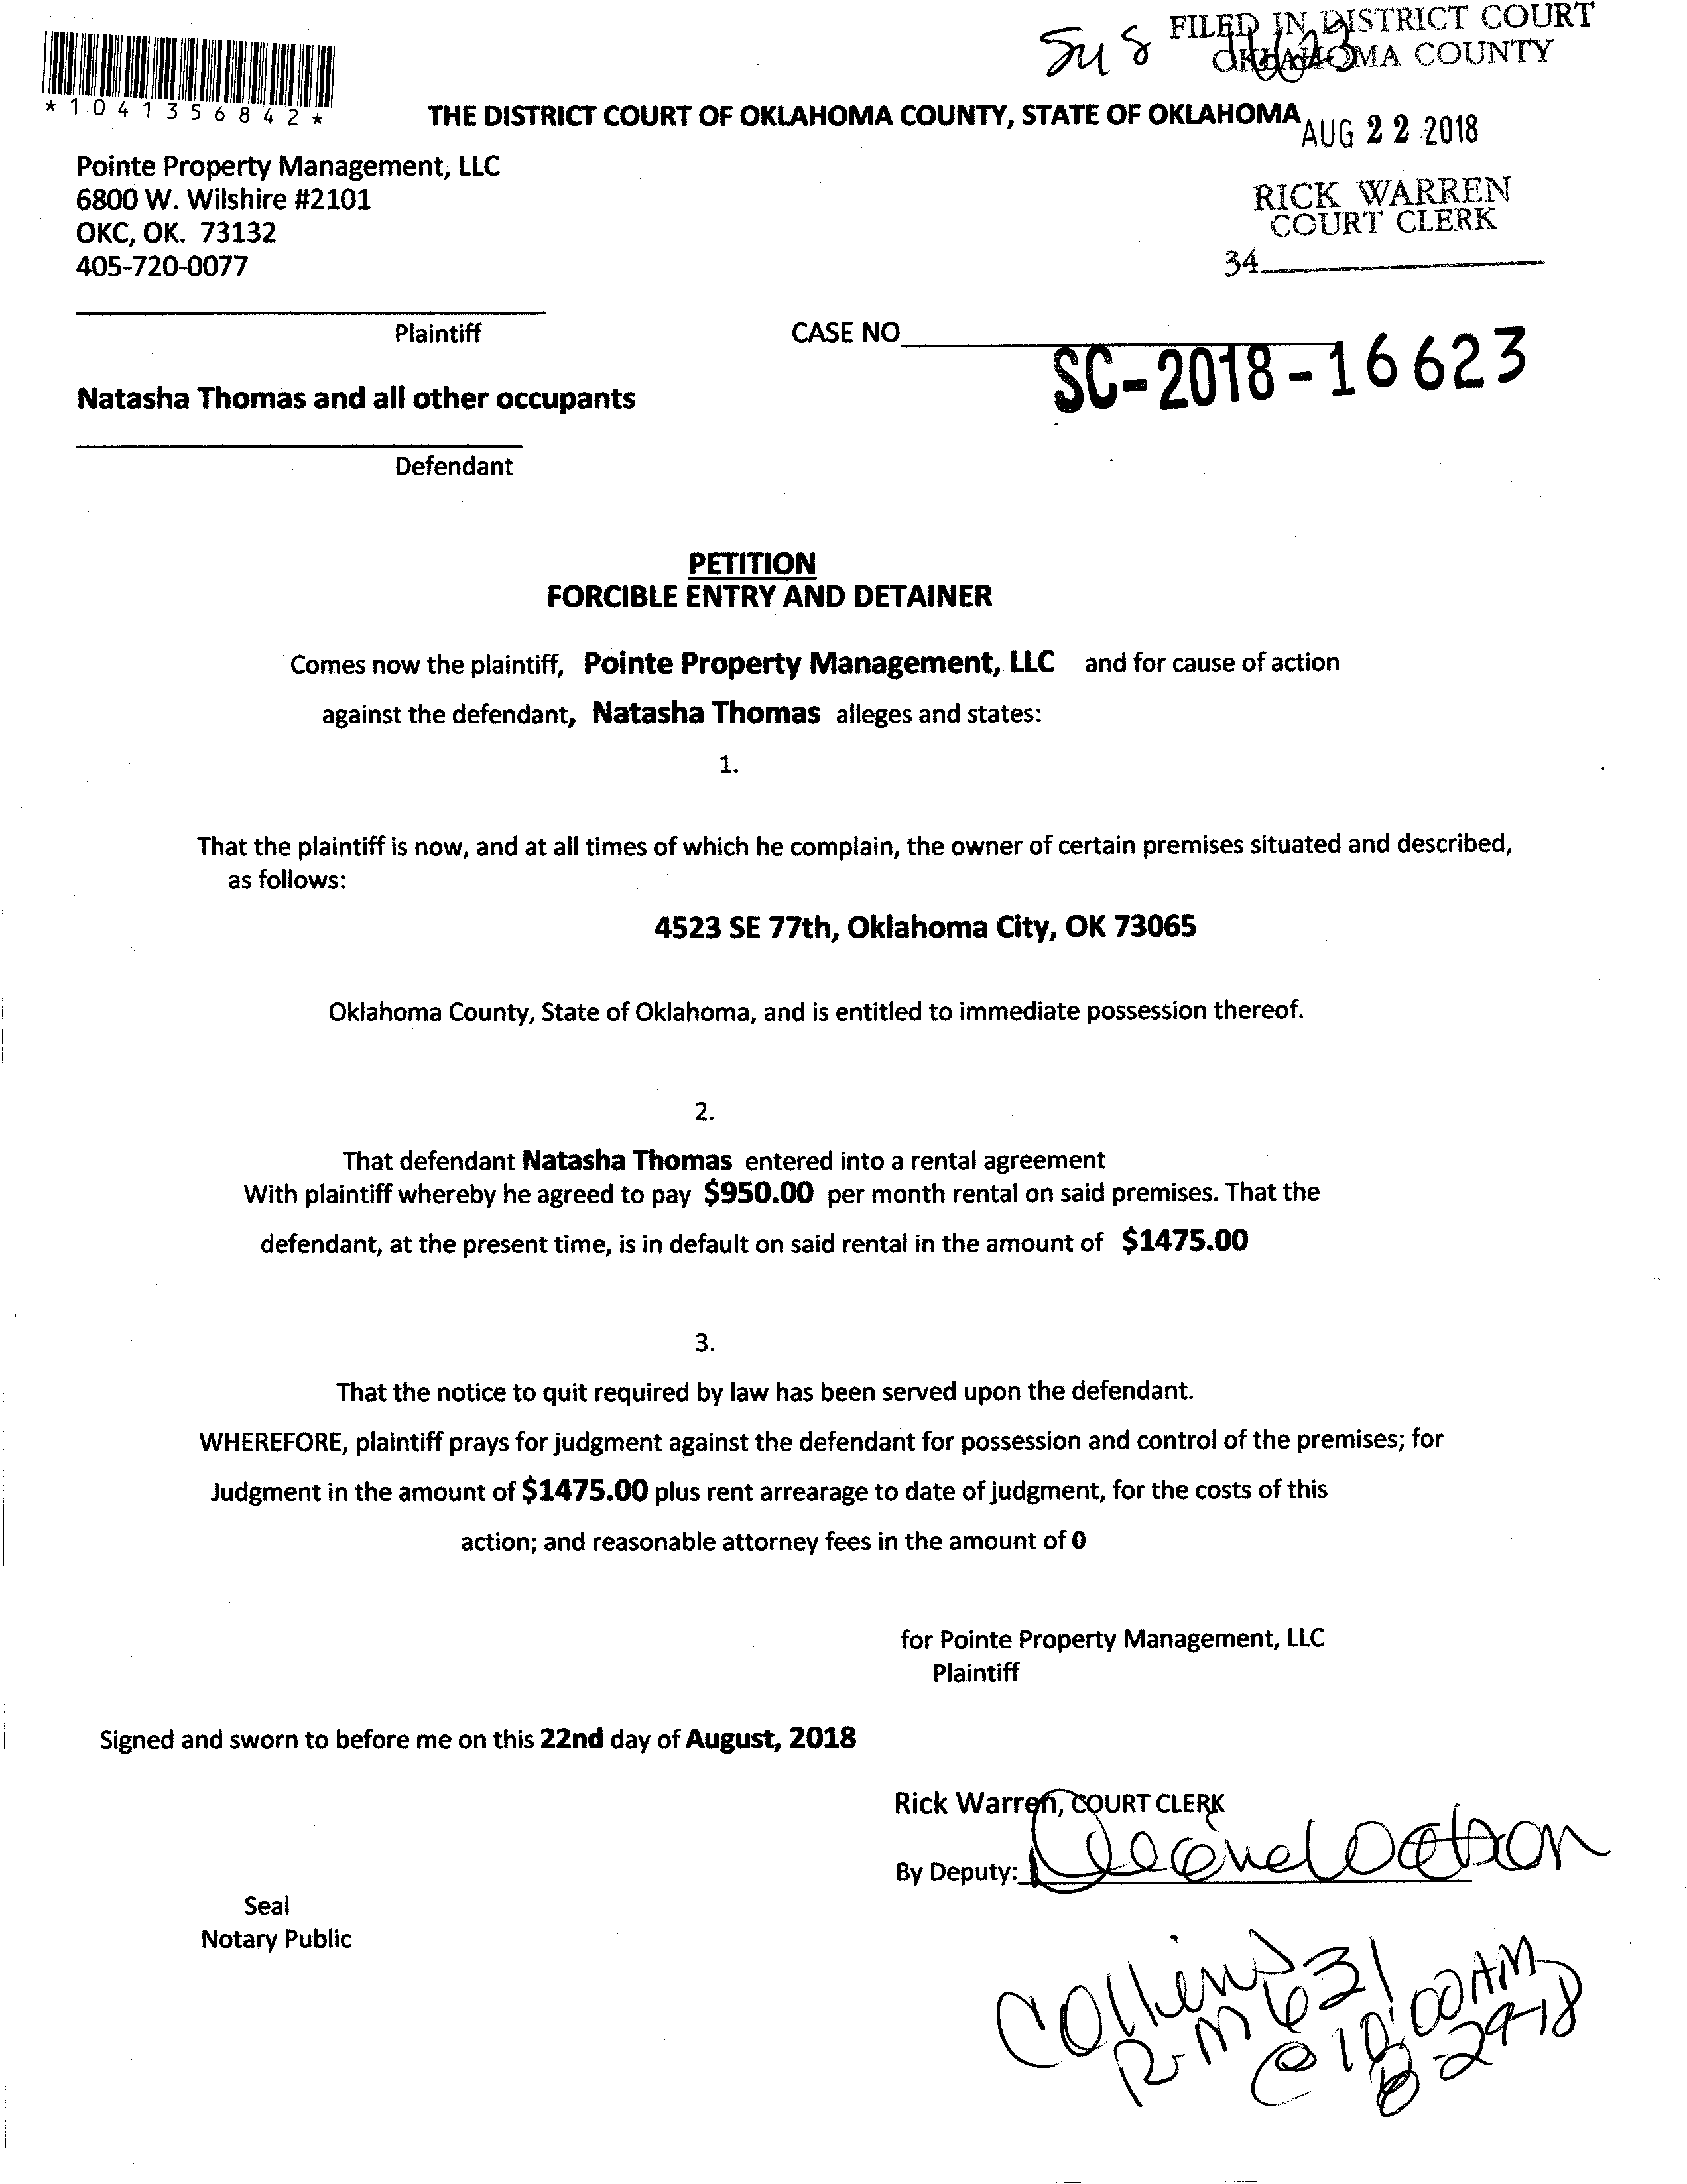 SuS
FILED IN DISTRICT COURT
OKLAHOMA COUNTY
*1041356842*
THE DISTRICT COURT OF OKLAHOMA COUNTY, STATE OF OKLAHOMA
AUG 22 2018
Pointe Property Management, LLC
6800 W. Wilshire #2101
OKC, OK. 73132
405-720-0077
RICK WARREN
COURT CLERK
34
Plaintiff
CASE NO
SC-2018-16623
Natasha Thomas and all other occupants
Defendant
PETITION
FORCIBLE ENTRY AND DETAINER
Comes now the plaintiff, Pointe Property Management, LLC and for cause of action
against the defendant, Natasha Thomas alleges and states:
1.
That the plaintiff is now, and at all times of which he complain, the owner of certain premises situated and described,
as follows:
4523 SE 77th, Oklahoma City, OK 73065
Oklahoma County, State of Oklahoma, and is entitled to immediate possession thereof.
2.
That defendant Natasha Thomas entered into a rental agreement
With plaintiff whereby he agreed to pay $950.00 per month rental on said premises. That the
defendant, at the present time, is in default on said rental in the amount of $1475.00
3.
That the notice to quit required by law has been served upon the defendant.
WHEREFORE, plaintiff prays for judgment against the defendant for possession and control of the premises; for
Judgment in the amount of $1475.00 plus rent arrearage to date of judgment, for the costs of this
action; and reasonable attorney fees in the amount of 0
for Pointe Property Management, LLC
Plaintiff
Signed and sworn to before me on this 22nd day of August, 2018
Rick Warren, COURT CLERK
By Deputy:
Seal
Notary Public
Collins
Rm 631
@ 10:00 AM
8-29-18